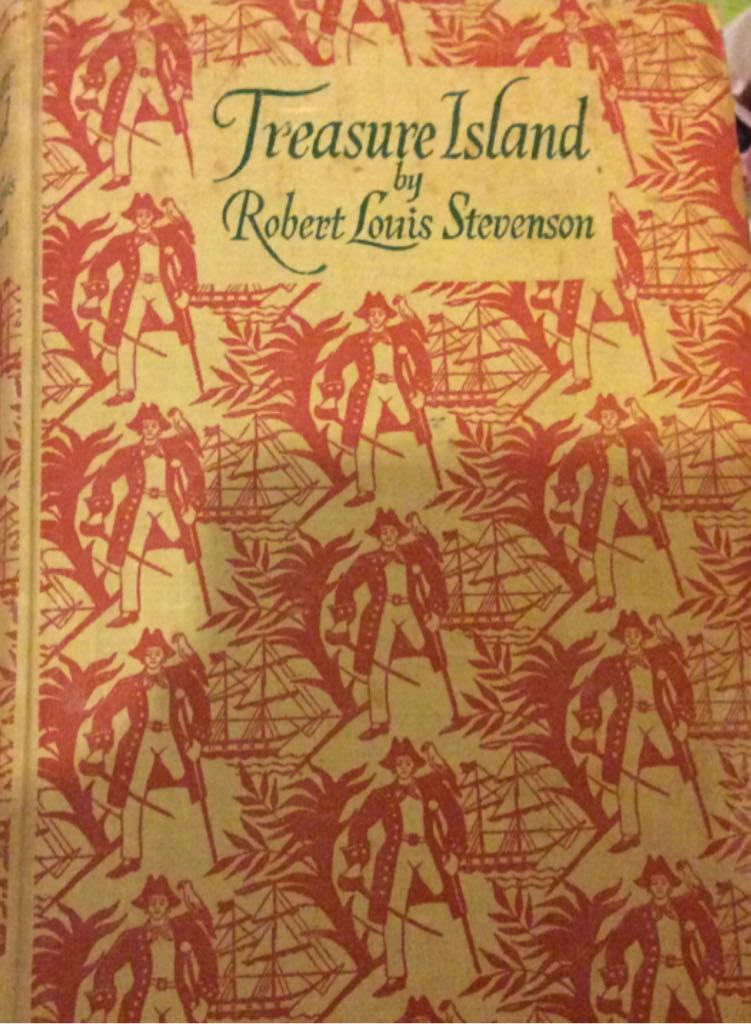 Treasure Island
by
Robert Louis Stevenson